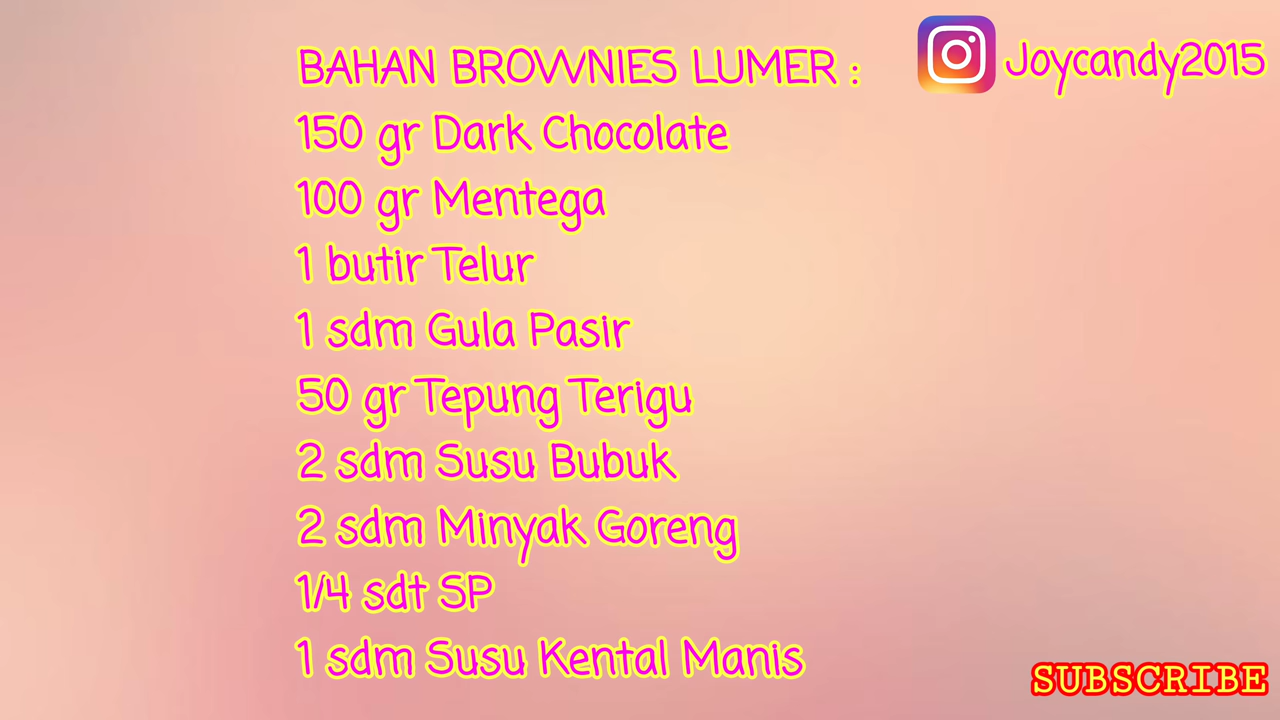 BAHAN BROWNIES LUMER :
Joycandy2015
150 gr Dark Chocolate
100 gr Mentega
1 butir Telur
1 sdm Gula Pasir
50 gr Tepung Terigu
2 sdm Susu Bubuk
2 sdm Minyak Goreng
1/4 sdt SP
1 sdm Susu Kental Manis
SUBSCRIBE